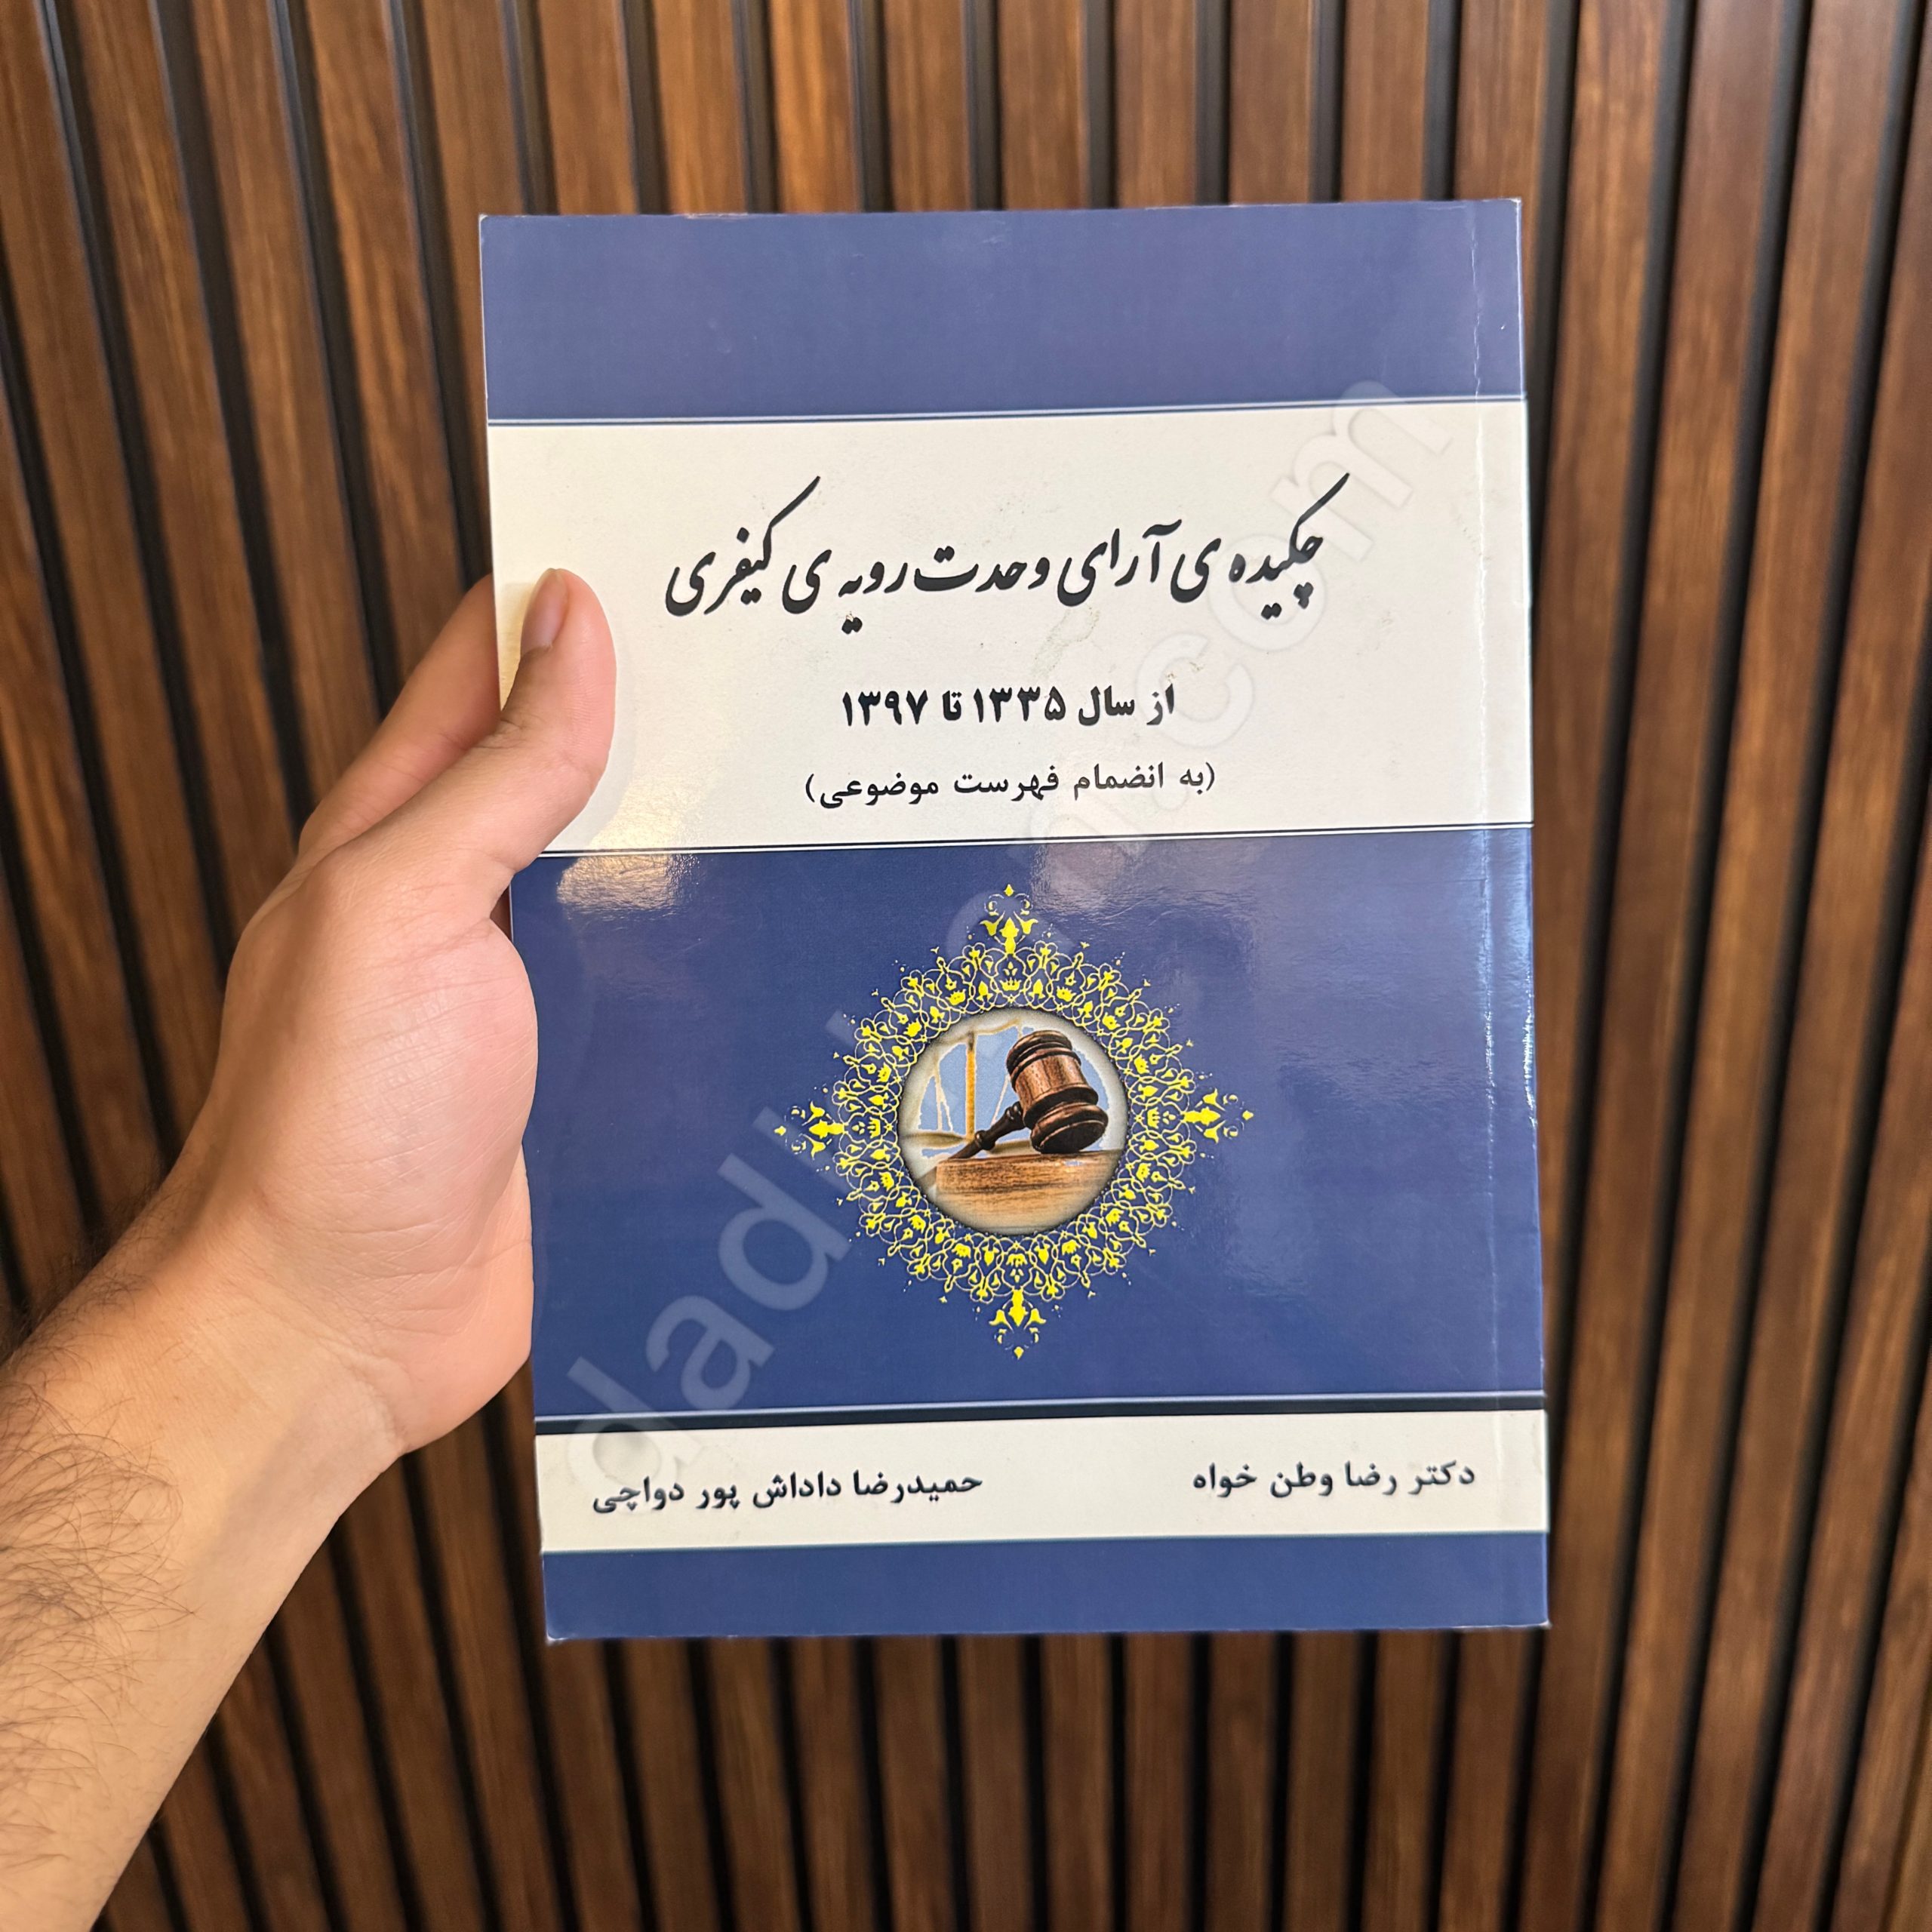 چکیده ی آرای وحدت رویه ی کیفری
از سال ۱۳۳۵ تا ۱۳۹۷
(به انضمام فهرست موضوعی)
دکتر رضا وطن خواه
حمیدرضا داداش پور دواچی